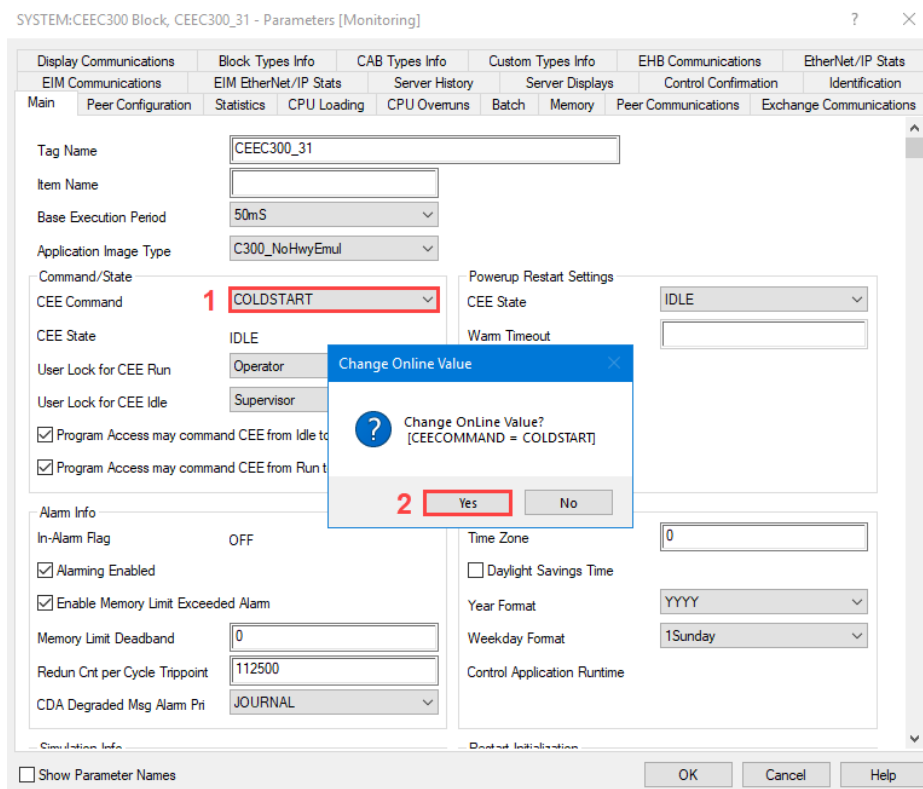 SYSTEM:CEEC300 Block, CEEC300_31 - Parameters [Monitoring]
? ×
Display Communications Block Types Info CAB Types Info Custom Types Info EHB Communications EtherNet/IP Stats
EIM Communications EIM EtherNet/IP Stats Server History Server Displays Control Confirmation Identification
Main Peer Configuration Statistics CPU Loading CPU Overruns Batch Memory Peer Communications Exchange Communications
Tag Name CEEC300_31
Item Name
Base Execution Period 50mS
Application Image Type C300_NoHwyEmul
Command/State
CEE Command 1 COLDSTART
CEE State IDLE
User Lock for CEE Run Operator
User Lock for CEE Idle Supervisor
Program Access may command CEE from Idle to
Program Access may command CEE from Run t
Powerup Restart Settings
CEE State IDLE
Warm Timeout
Change Online Value
Change OnLine Value?
[CEECOMMAND = COLDSTART]
2 Yes No
Alarm Info
In-Alarm Flag OFF
Alarming Enabled
Enable Memory Limit Exceeded Alarm
Memory Limit Deadband 0
Redun Cnt per Cycle Trippoint 112500
CDA Degraded Msg Alarm Pri JOURNAL
Time Zone 0
Daylight Savings Time
Year Format YYYY
Weekday Format 1Sunday
Control Application Runtime
Simulation Info
Restart Initialization
Show Parameter Names
OK Cancel Help